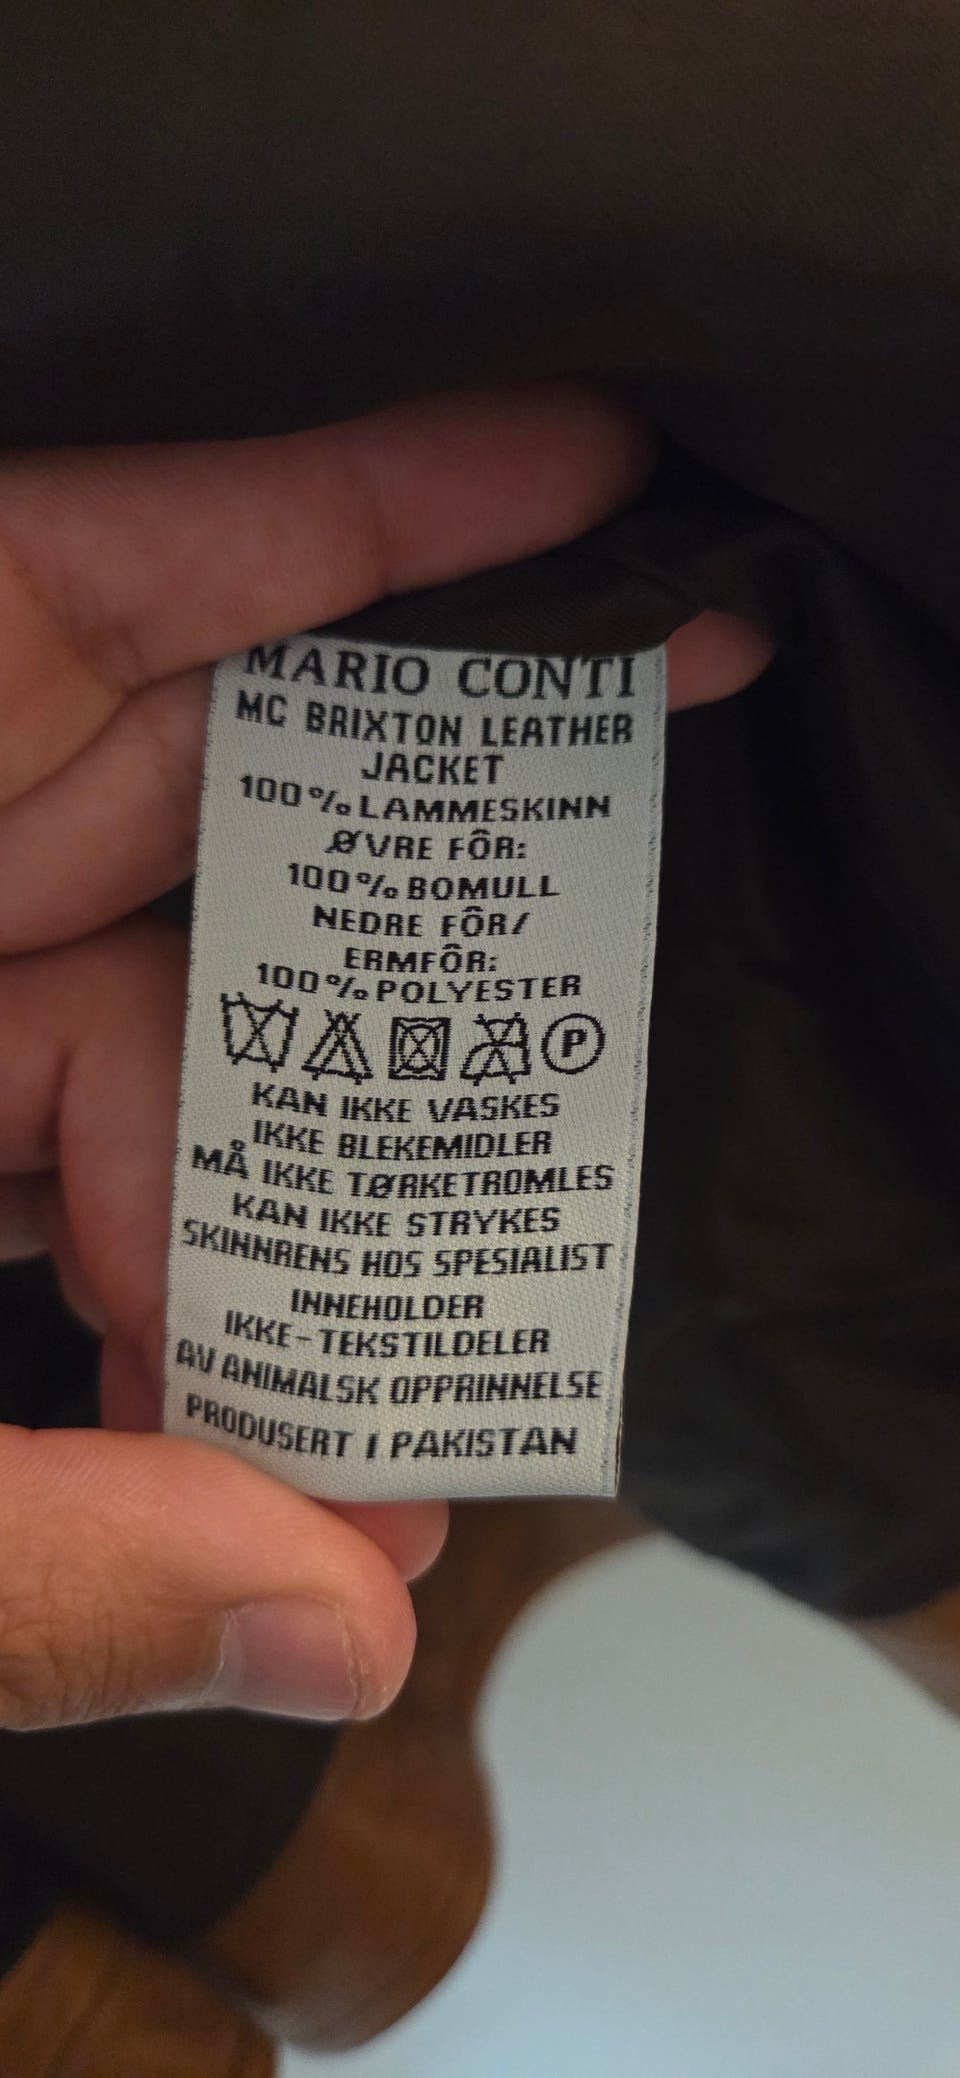 MARIO CONTI
MC BRIXTON LEATHER
JACKET
100% LAMMESKINN
ØVRE FÔR:
100% BOMULL
NEDRE FÔR/
ERMFÔR:
100% POLYESTER
P
KAN IKKE VASKES
IKKE BLEKEMIDLER
MÅ IKKE TØRKETROMLES
KAN IKKE STRYKES
SKINNRENS HOS SPESIALIST
INNEHOLDER
IKKE-TEKSTILDELER
AV ANIMALSK OPPRINNELSE
PRODUSERT I PAKISTAN